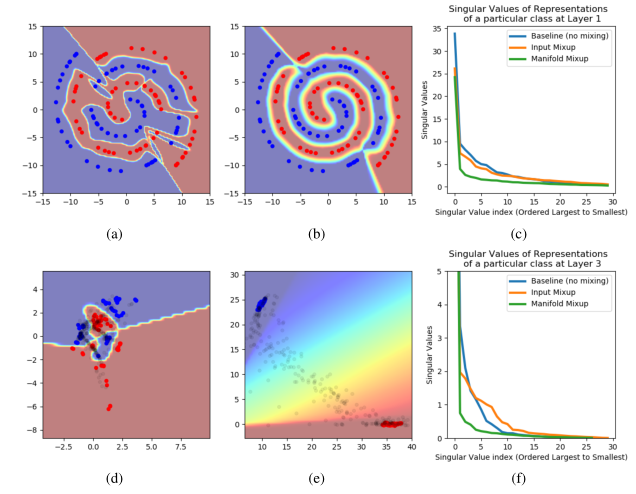 Singular Values of Representations
of a particular class at Layer 1
15
10
5
0
−5
−10
−15
−15 −10 −5 0 5 10 15
(a)
15
10
5
0
−5
−10
−15
−15 −10 −5 0 5 10 15
(b)
Singular Values
35
30
25
20
15
10
5
0
Baseline (no mixing)
Input Mixup
Manifold Mixup
0 5 10 15 20 25 30
Singular Value index (Ordered Largest to Smallest)
(c)
Singular Values of Representations
of a particular class at Layer 3
4
2
0
−2
−4
−6
−8
−2.5 0.0 2.5 5.0 7.5
(d)
30
25
20
15
10
5
0
10 15 20 25 30 35 40
(e)
Singular Values
5
4
3
2
1
0
Baseline (no mixing)
Input Mixup
Manifold Mixup
0 5 10 15 20 25 30
Singular Value index (Ordered Largest to Smallest)
(f)